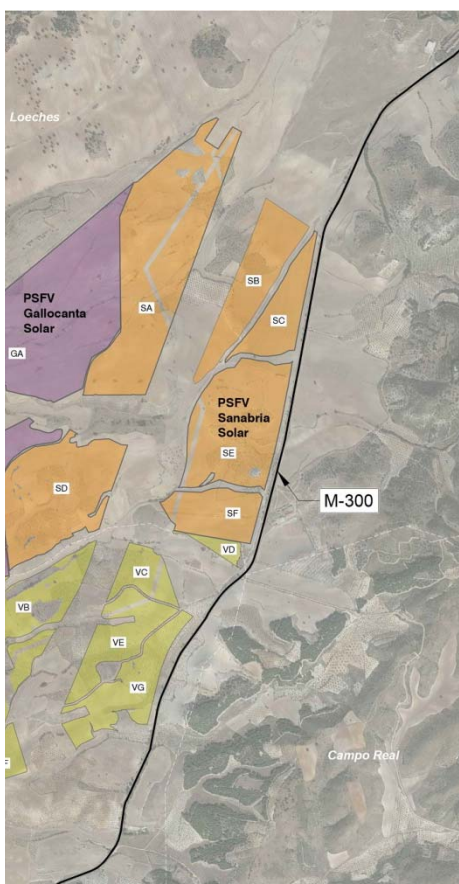 Loeches
SB
PSFV
Gallocanta
Solar
SA
SC
GA
PSFV
Sanabria
Solar
SE
SD
M-300
SF
VD
VC
VB
VE
VG
Campo Real